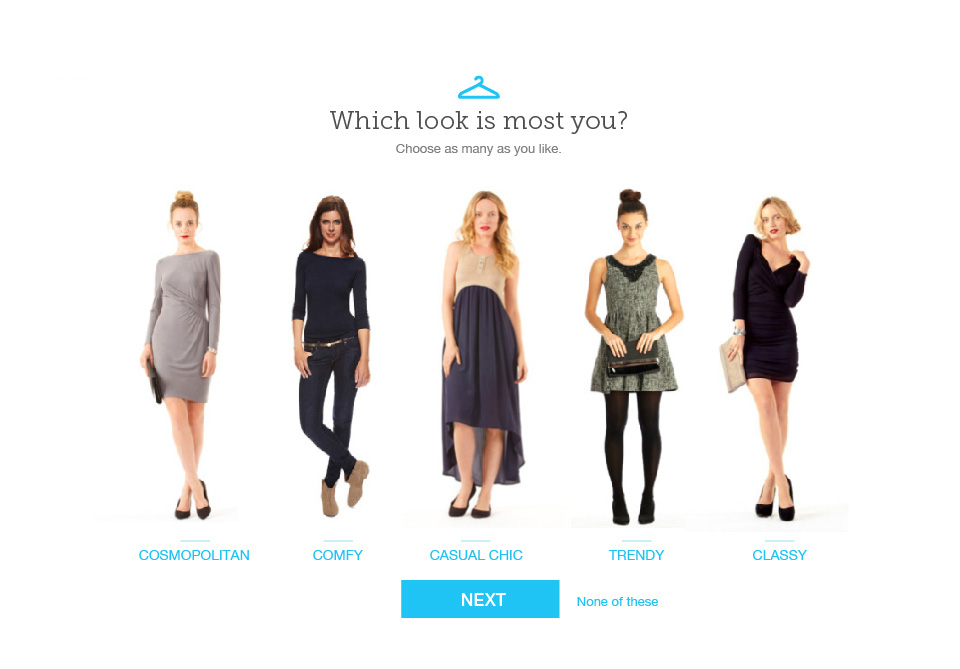 Which look is most you?
Choose as many as you like.
COSMOPOLITAN
COMFY
CASUAL CHIC
TRENDY
CLASSY
NEXT
None of these